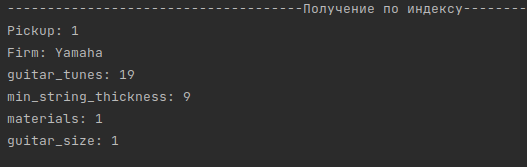 -------------------------------------Получение по индексу--------
Pickup: 1
Firm: Yamaha
guitar_tunes: 19
min_string_thickness: 9
materials: 1
guitar_size: 1